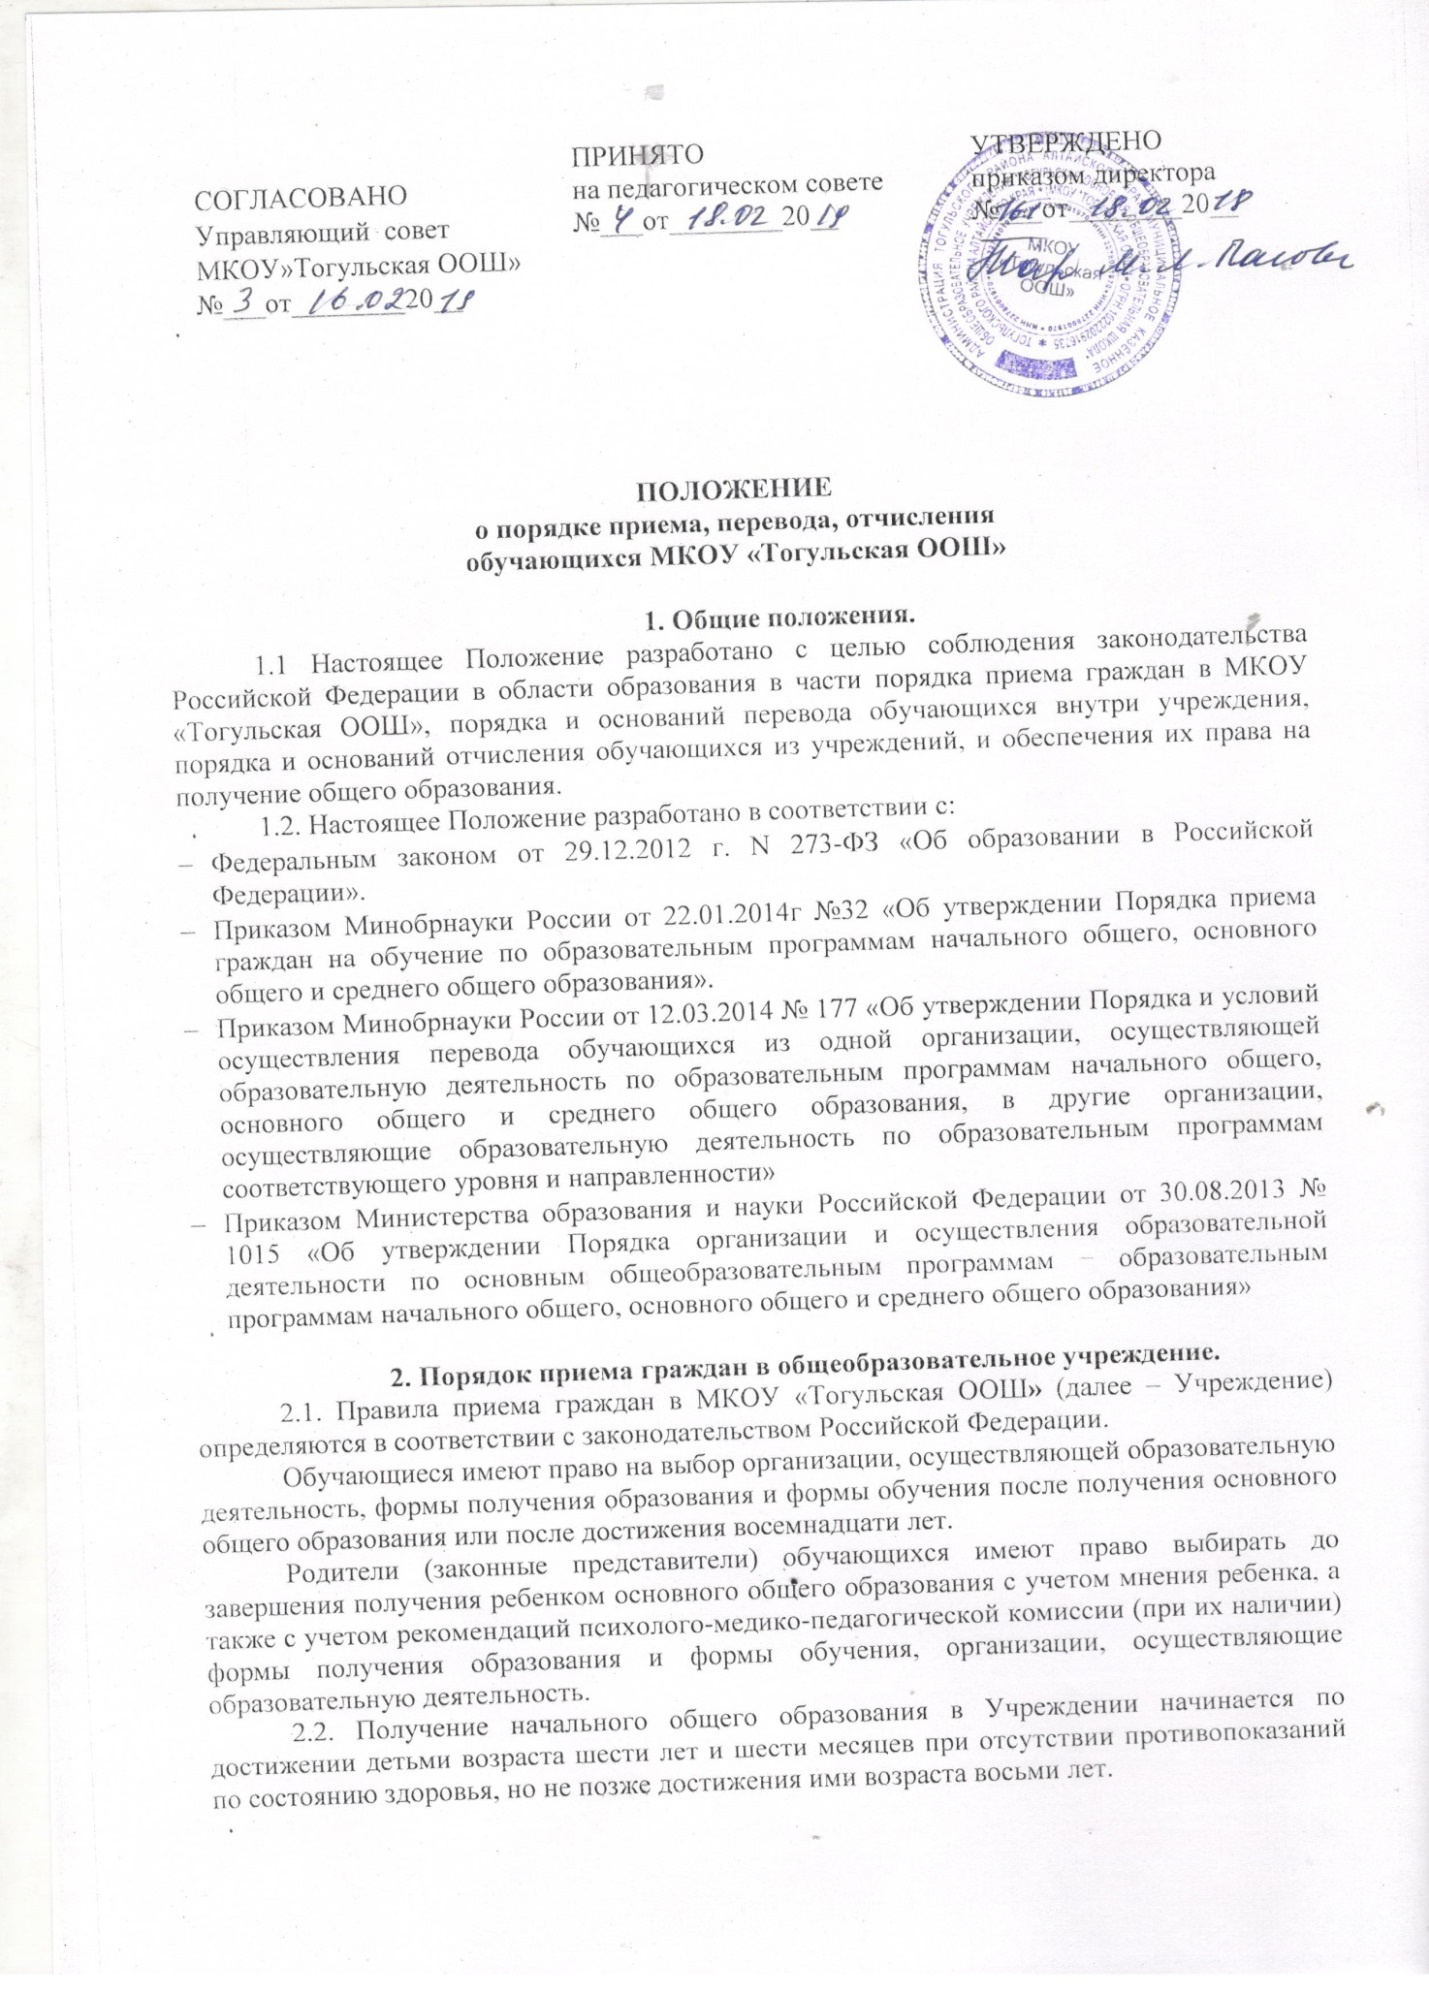 СОГЛАСОВАНО
Управляющий совет
МКОУ»Тогульская ООШ»
№ 3 от 16.02 20
ПРИНЯТО
на педагогическом совете
№ 4 от 18.02 20
УТВЕРЖДЕНО
приказом директора
№ от 18.02 20
МКОУ
«Тогульская
ООШ»
ПОЛОЖЕНИЕ
о порядке приема, перевода, отчисления
обучающихся МКОУ «Тогульская ООШ»
1. Общие положения.
1.1 Настоящее Положение разработано с целью соблюдения законодательства
Российской Федерации в области образования в части порядка приема граждан в МКОУ
«Тогульская ООШ», порядка и оснований перевода обучающихся внутри учреждения,
порядка и оснований отчисления обучающихся из учреждений, и обеспечения их права на
получение общего образования.
1.2. Настоящее Положение разработано в соответствии с:
– Федеральным законом от 29.12.2012 г. N 273-ФЗ «Об образовании в Российской
Федерации».
– Приказом Минобрнауки России от 22.01.2014г №32 «Об утверждении Порядка приема
граждан на обучение по образовательным программам начального общего, основного
общего и среднего общего образования».
– Приказом Минобрнауки России от 12.03.2014 № 177 «Об утверждении Порядка и условий
осуществления перевода обучающихся из одной организации, осуществляющей
образовательную деятельность по образовательным программам начального общего,
основного общего и среднего общего образования, в другие организации,
осуществляющие образовательную деятельность по образовательным программам
соответствующего уровня и направленности»
– Приказом Министерства образования и науки Российской Федерации от 30.08.2013 №
1015 «Об утверждении Порядка организации и осуществления образовательной
деятельности по основным общеобразовательным программам – образовательным
программам начального общего, основного общего и среднего общего образования»
2. Порядок приема граждан в общеобразовательное учреждение.
2.1. Правила приема граждан в МКОУ «Тогульская ООШ» (далее – Учреждение)
определяются в соответствии с законодательством Российской Федерации.
Обучающиеся имеют право на выбор организации, осуществляющей образовательную
деятельность, формы получения образования и формы обучения после получения основного
общего образования или после достижения восемнадцати лет.
Родители (законные представители) обучающихся имеют право выбирать до
завершения получения ребенком основного общего образования с учетом мнения ребенка, а
также с учетом рекомендаций психолого-медико-педагогической комиссии (при их наличии)
формы получения образования и формы обучения, организации, осуществляющие
образовательную деятельность.
2.2. Получение начального общего образования в Учреждении начинается по
достижении детьми возраста шести лет и шести месяцев при отсутствии противопоказаний
по состоянию здоровья, но не позже достижения ими возраста восьми лет.